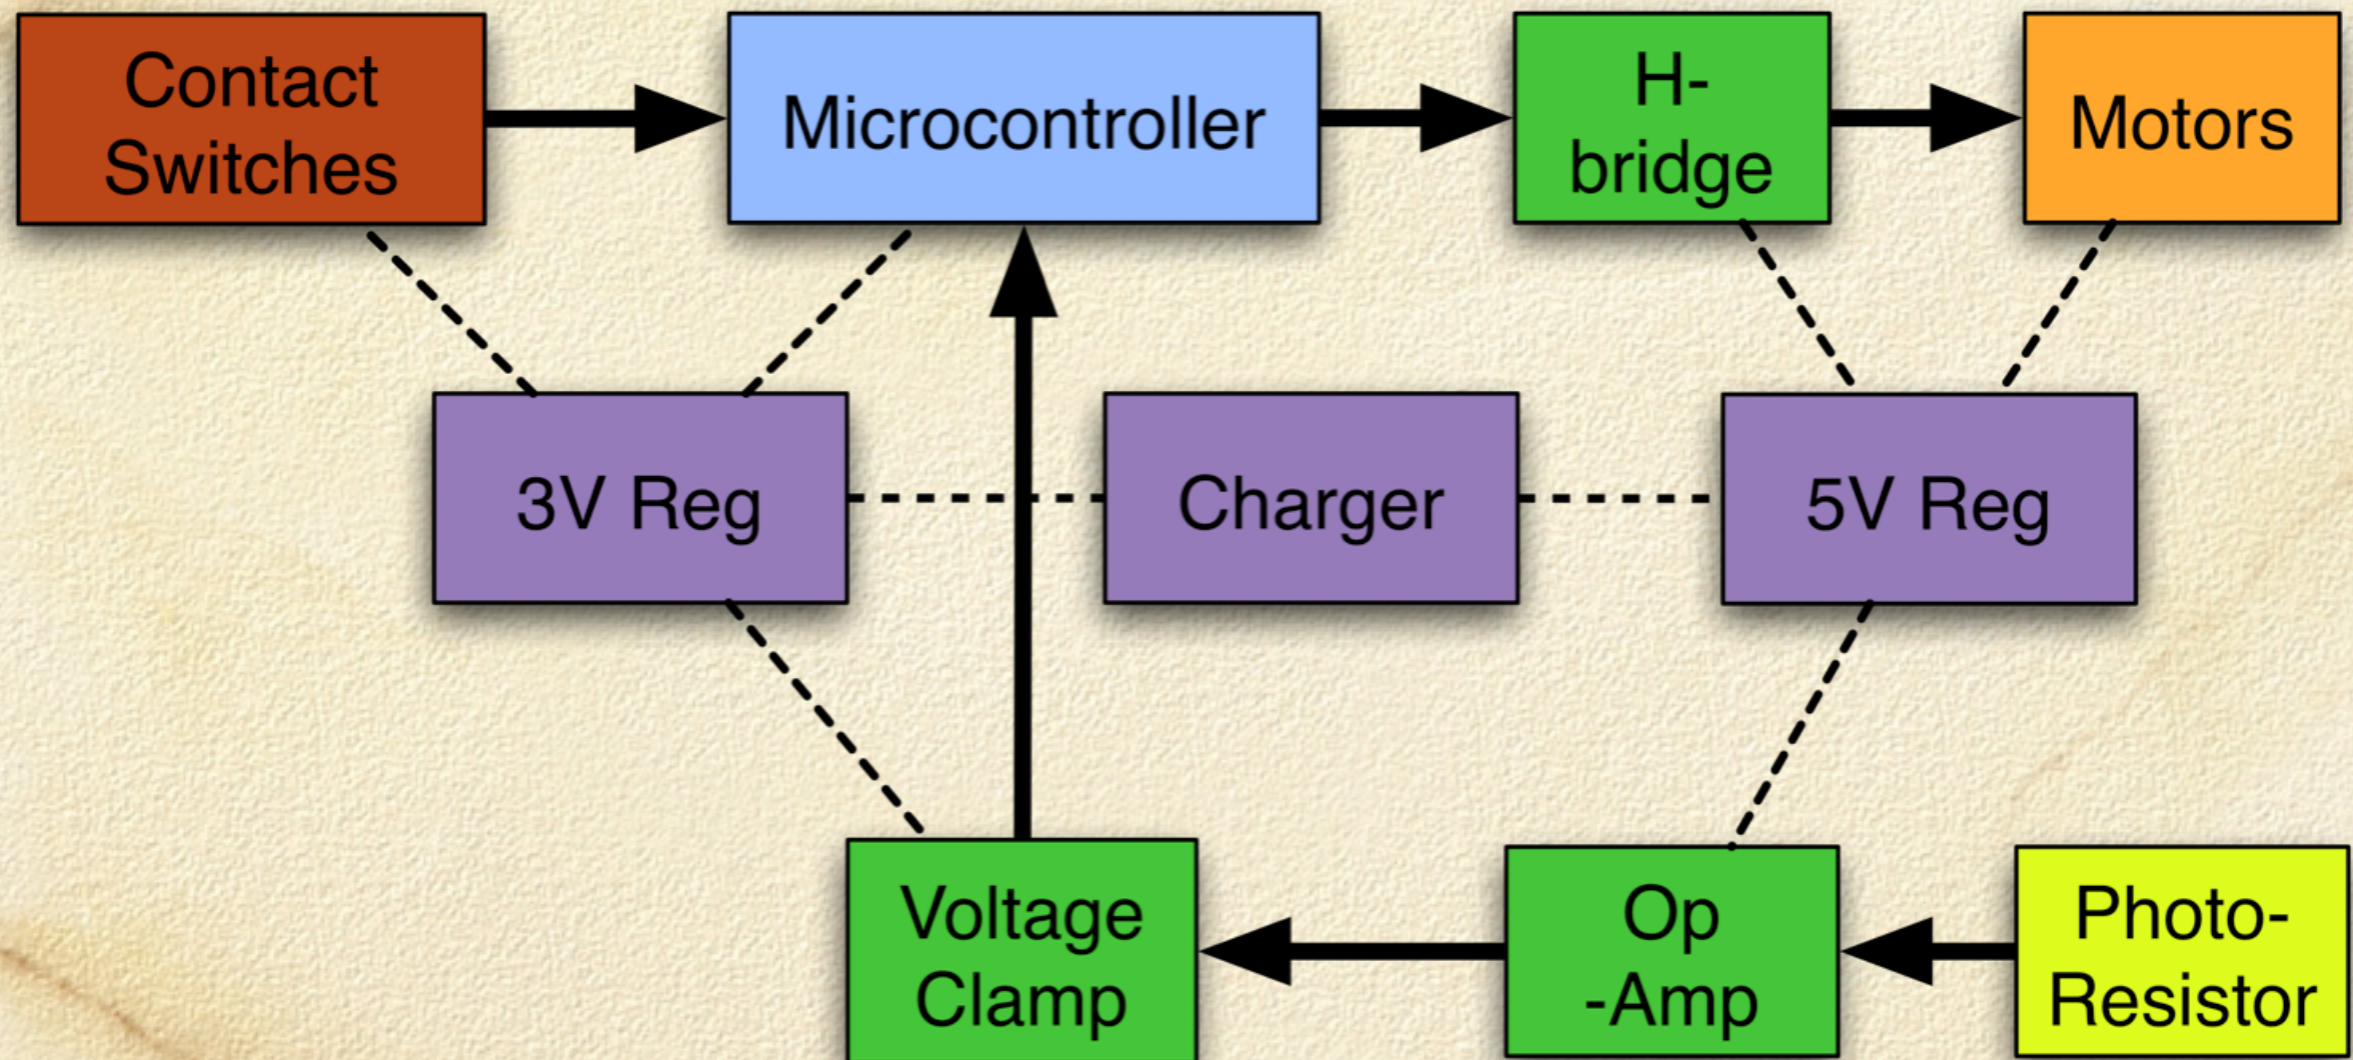 Contact
Switches
Microcontroller
H-
bridge
Motors
3V Reg
Charger
5V Reg
Voltage
Clamp
Op
-Amp
Photo-
Resistor